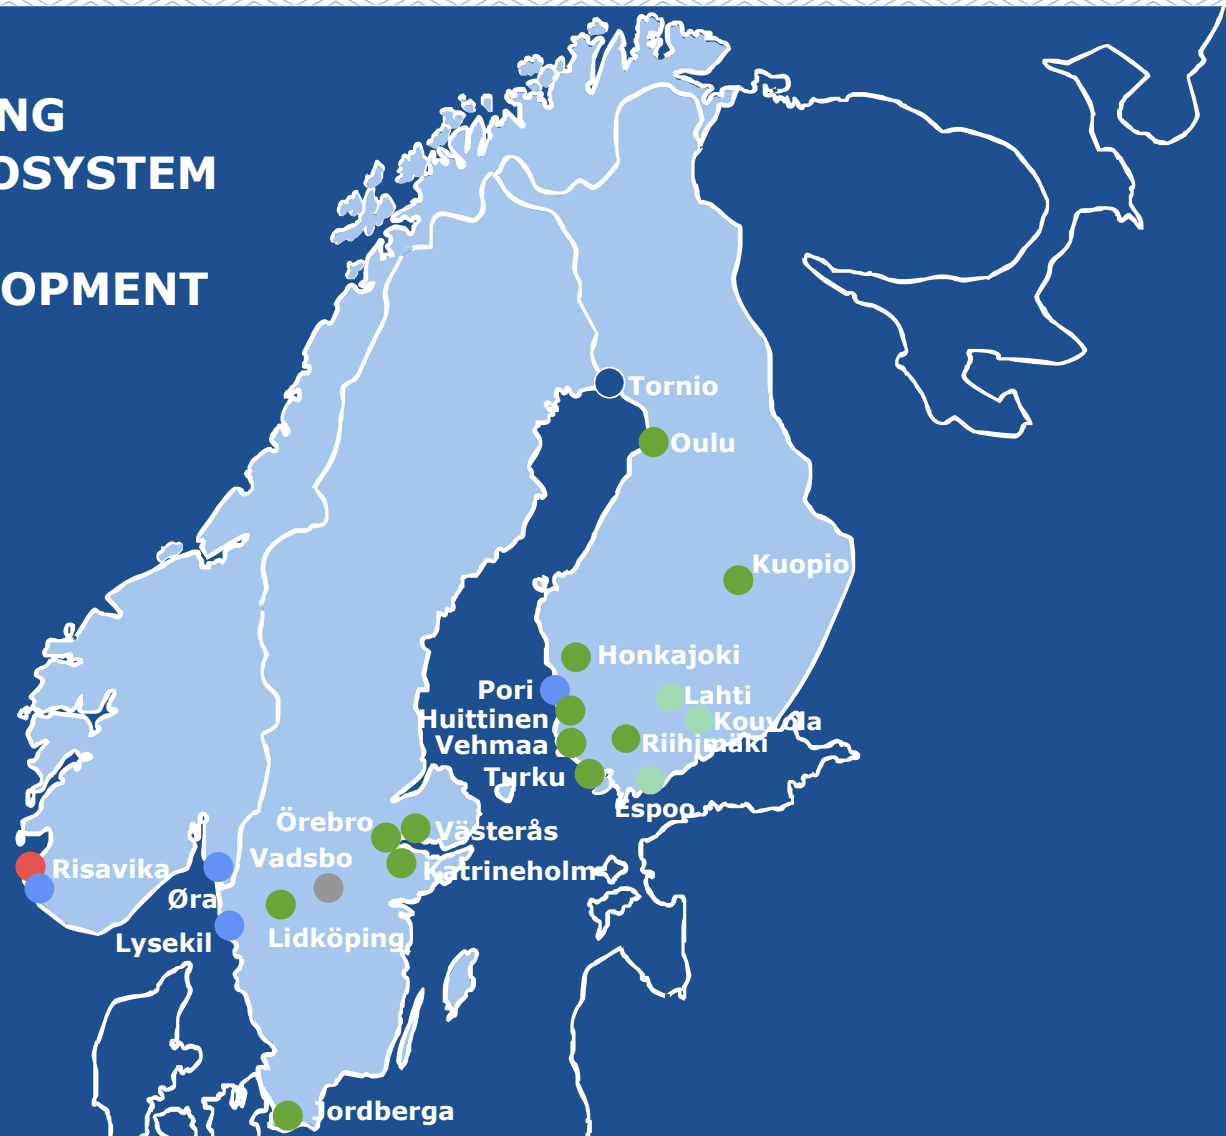 NG
OSYSTEM
OPMENT
Tornio
Oulu
Kuopio
Honkajoki
Pori
Lahti
Huittinen
Kouvola
Vehmaa
Riihimäki
Turku
Espoo
Örebro
Västerås
Vadsbo
Katrineholm
Risavika
Øra
Lidköping
Lysekil
Jordberga